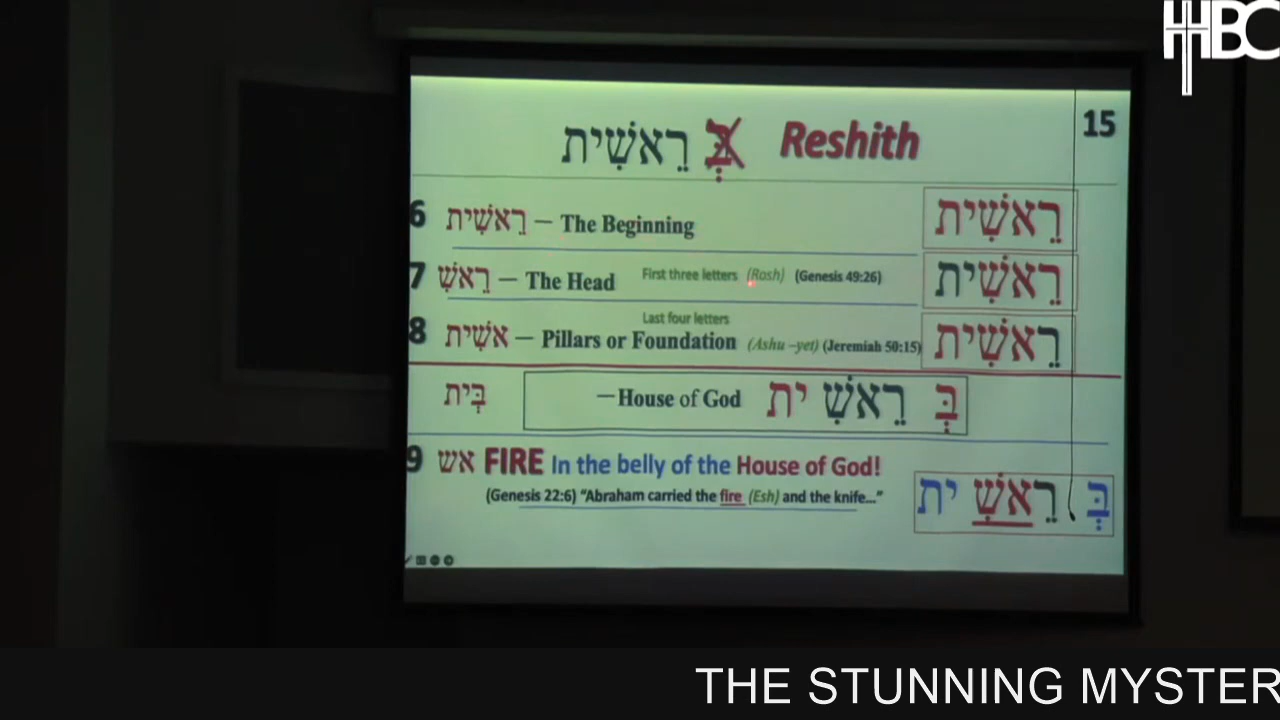 HHBC
בְּ רֵאשִׁית Reshith 15
6 רֵאשִׁית – The Beginning רֵאשִׁית
7 רֵאשִׁ – The Head First three letters (Rosh) (Genesis 49:26) רֵאשִׁית
Last four letters
8 אשִׁית – Pillars or Foundation (Ashu –yet) (Jeremiah 50:15) רֵאשִׁית
בְּית –House of God בְּ רֵאשִׁ ית
9 אש FIRE In the belly of the House of God!
(Genesis 22:6) “Abraham carried the fire (Esh) and the knife...” בְּ רֵאשִׁ ית
THE STUNNING MYSTER